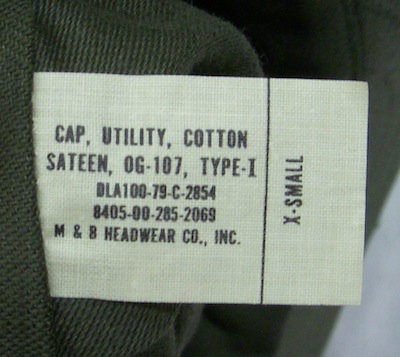 CAP, UTILITY, COTTON
SATEEN, OG-107, TYPE-I
DLA100-79-C-2854
8405-00-285-2069
M & B HEADWEAR CO., INC.
X-SMALL